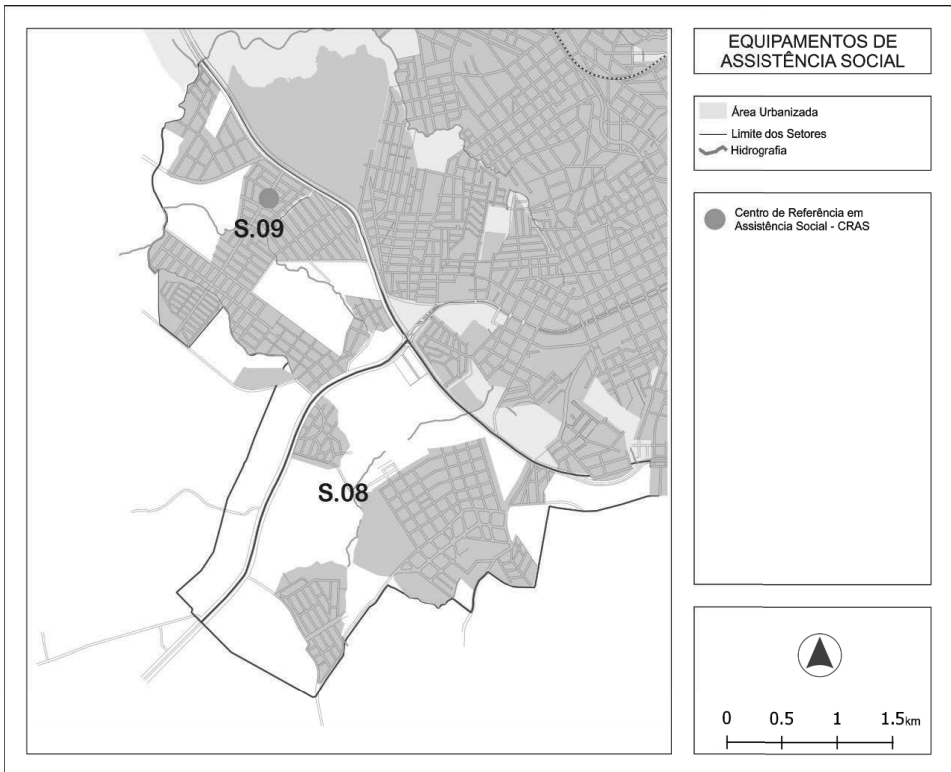 EQUIPAMENTOS DE
ASSISTÊNCIA SOCIAL
Área Urbanizada
Limite dos Setores
Hidrografia
Centro de Referência em
Assistência Social - CRAS
S.09
S.08
0 0.5 1 1.5km